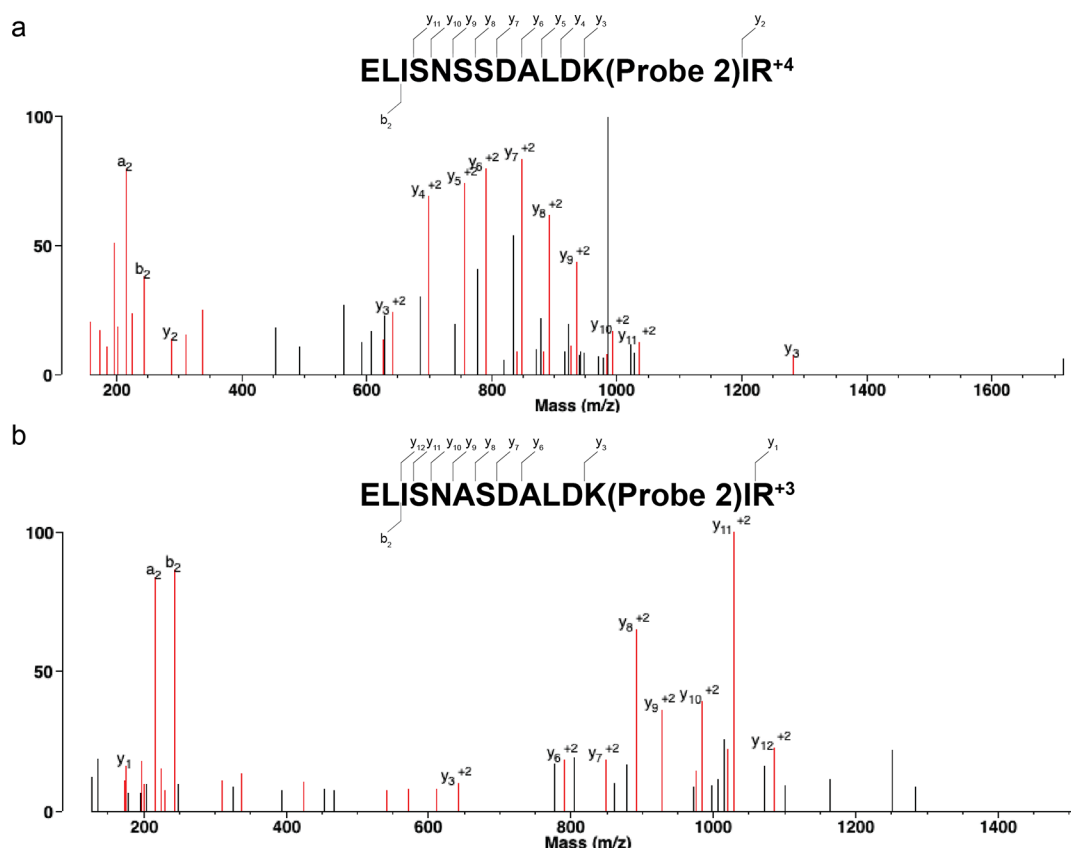 a
y11 y10 y9 y8 y7 y6 y5 y4 y3 y2
ELISNSSDALDK(Probe 2)IR+4
b2
100
50
0
a2
b2
y2
y3 +2
y4 +2
y5 +2
y6 +2
y7 +2
y8 +2
y9 +2
y10 +2
y11 +2
y3
200 400 600 800 1000 1200 1400 1600
Mass (m/z)
b
y12 y11 y10 y9 y8 y7 y6 y3 y1
ELISNASDALDK(Probe 2)IR+3
b2
100
50
0
y1
a2
b2
y3 +2
y6 +2
y7 +2
y8 +2
y9 +2
y10 +2
y11 +2
y12 +2
200 400 600 800 1000 1200 1400
Mass (m/z)